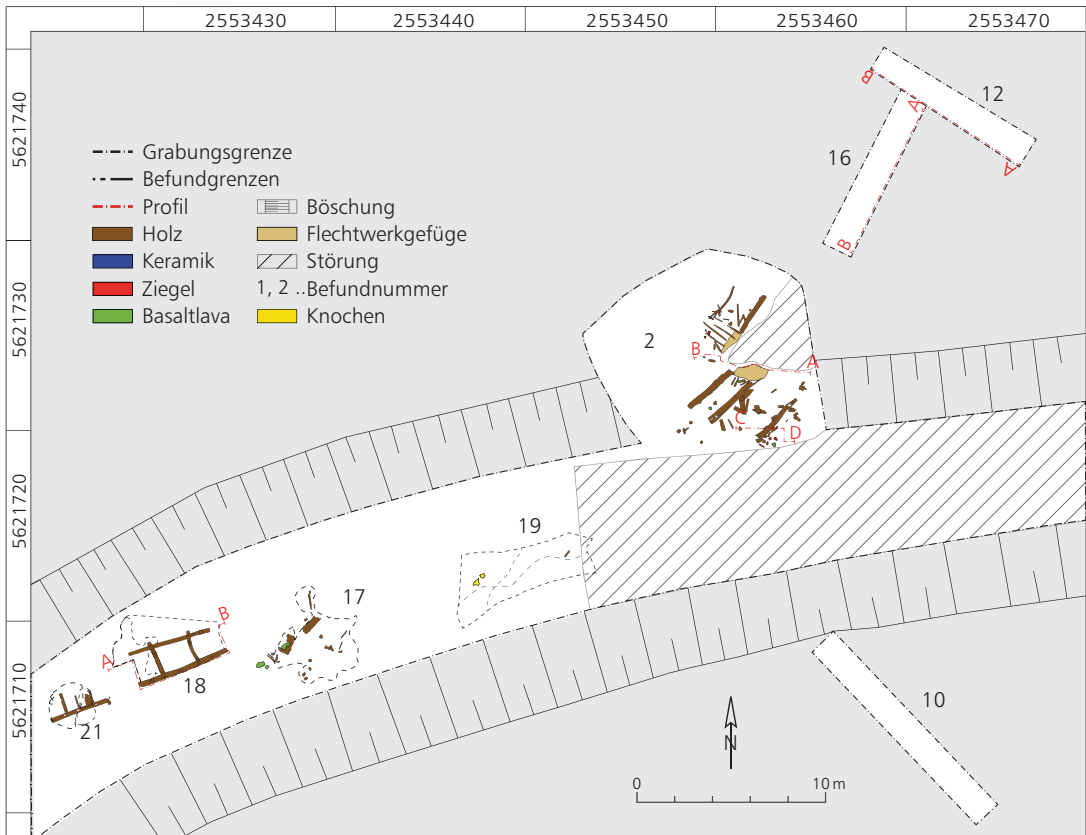 2553430 2553440 2553450 2553460 2553470
5621740
5621730
5621720
5621710
Grabungsgrenze
Befundgrenzen
Profil
Böschung
Holz
Flechtwerkgefüge
Keramik
Störung
Ziegel
1, 2 .. Befundnummer
Basaltlava
Knochen
B
12
A
16
A
B
2
B
A
C
D
19
17
B
A
18
21
10
N
0 10 m